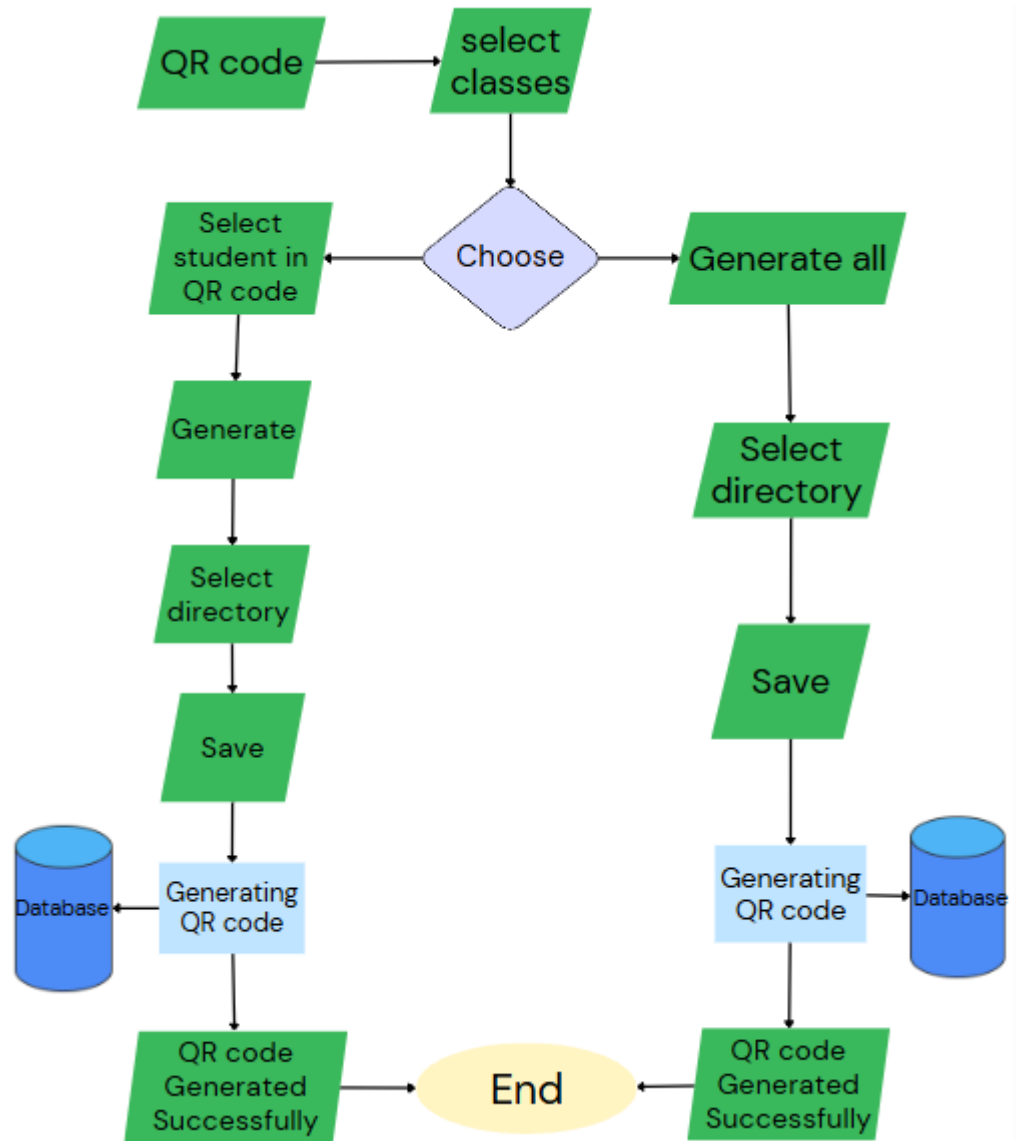 QR code
select
classes
Choose
Select
student in
QR code
Generate
Select
directory
Save
Generating
QR code
Database
QR code
Generated
Successfully
Generate all
Select
directory
Save
Generating
QR code
Database
QR code
Generated
Successfully
End